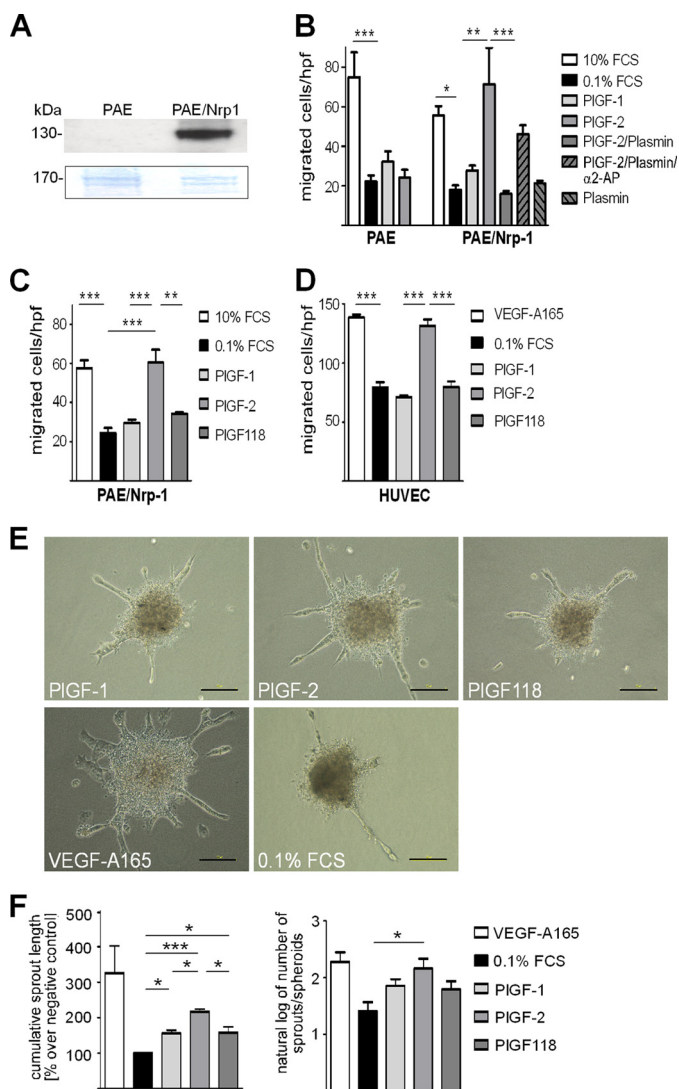 A
kDa PAE PAE/Nrp1
130-
170-
B
migrated cells/hpf
80
60
40
20
***
*
**
***
PAE
PAE/Nrp-1
10% FCS
0.1% FCS
PlGF-1
PlGF-2
PlGF-2/Plasmin
PlGF-2/Plasmin/
α2-AP
Plasmin
C
migrated cells/hpf
80
60
40
20
***
***
**
***
PAE/Nrp-1
10% FCS
0.1% FCS
PlGF-1
PlGF-2
PlGF118
D
migrated cells/hpf
150
100
50
***
***
***
HUVEC
VEGF-A165
0.1% FCS
PlGF-1
PlGF-2
PlGF118
E
PlGF-1
PlGF-2
PlGF118
VEGF-A165
0.1% FCS
F
cumulative sprout length
[% over negative control]
500
400
300
200
100
*
***
*
*
*
natural log of number of
sprouts/spheroids
3
2
1
*
VEGF-A165
0.1% FCS
PlGF-1
PlGF-2
PlGF118